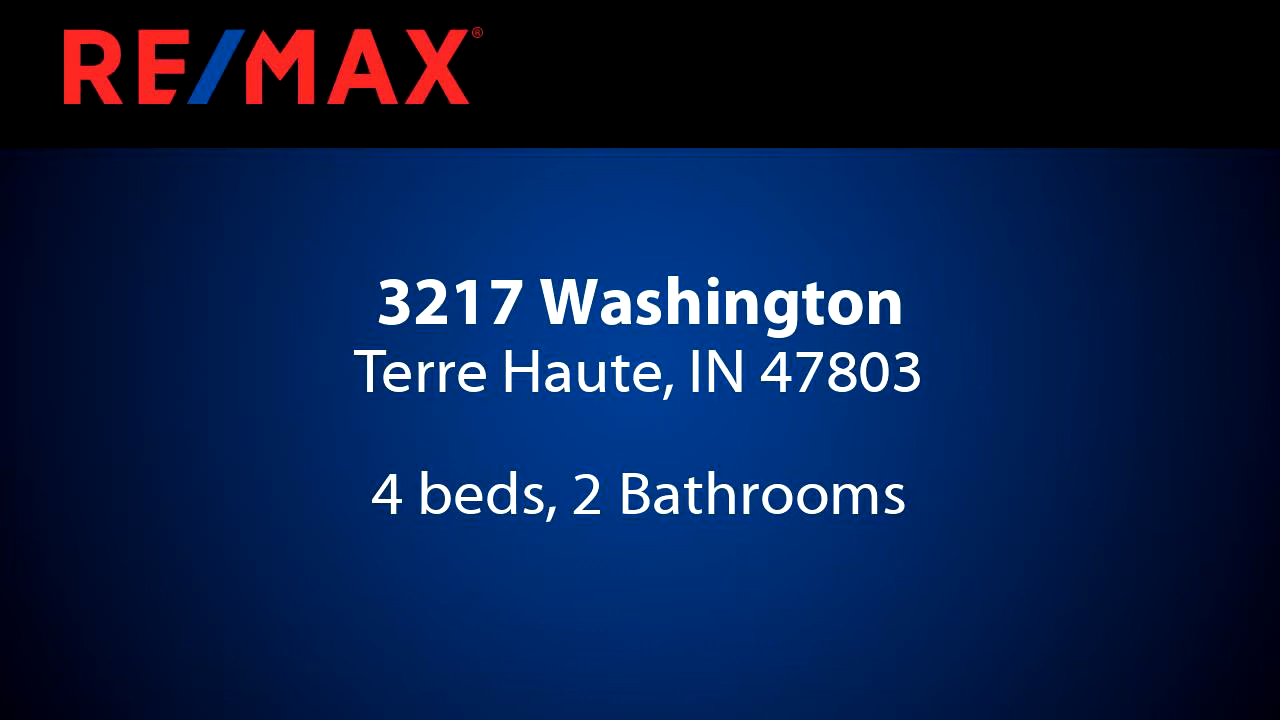 RE/MAX®
3217 Washington
Terre Haute, IN 47803
4 beds, 2 Bathrooms